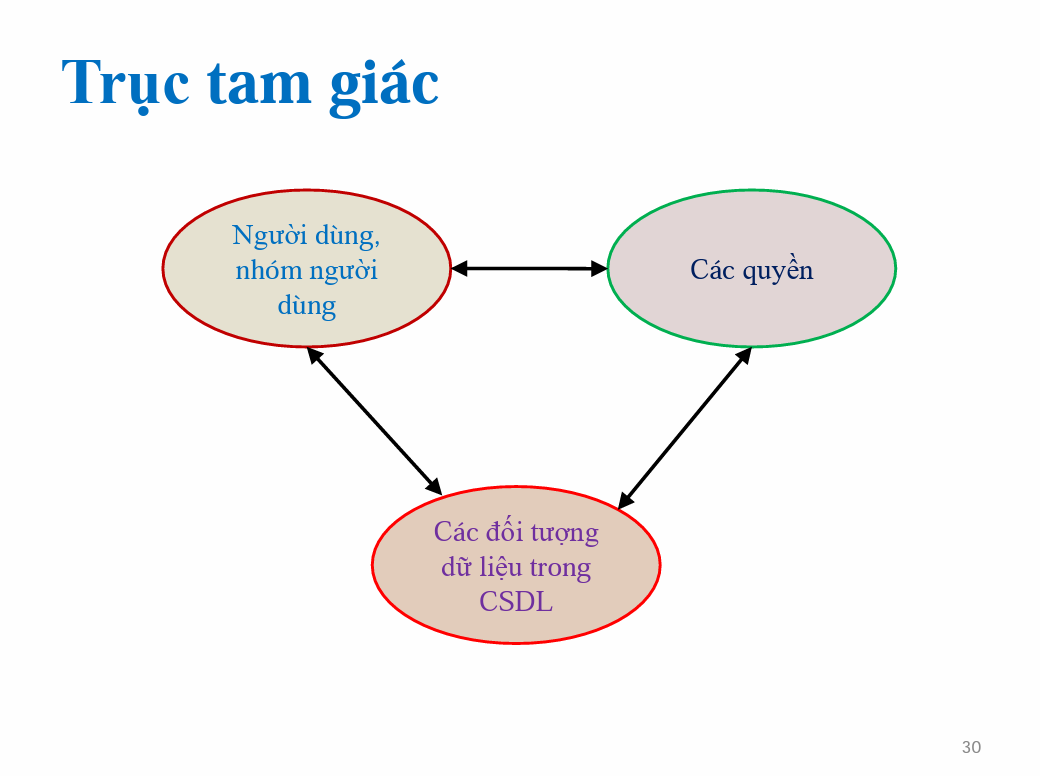 Trục tam giác
Người dùng,
nhóm người
dùng
Các quyền
Các đối tượng
dữ liệu trong
CSDL
30